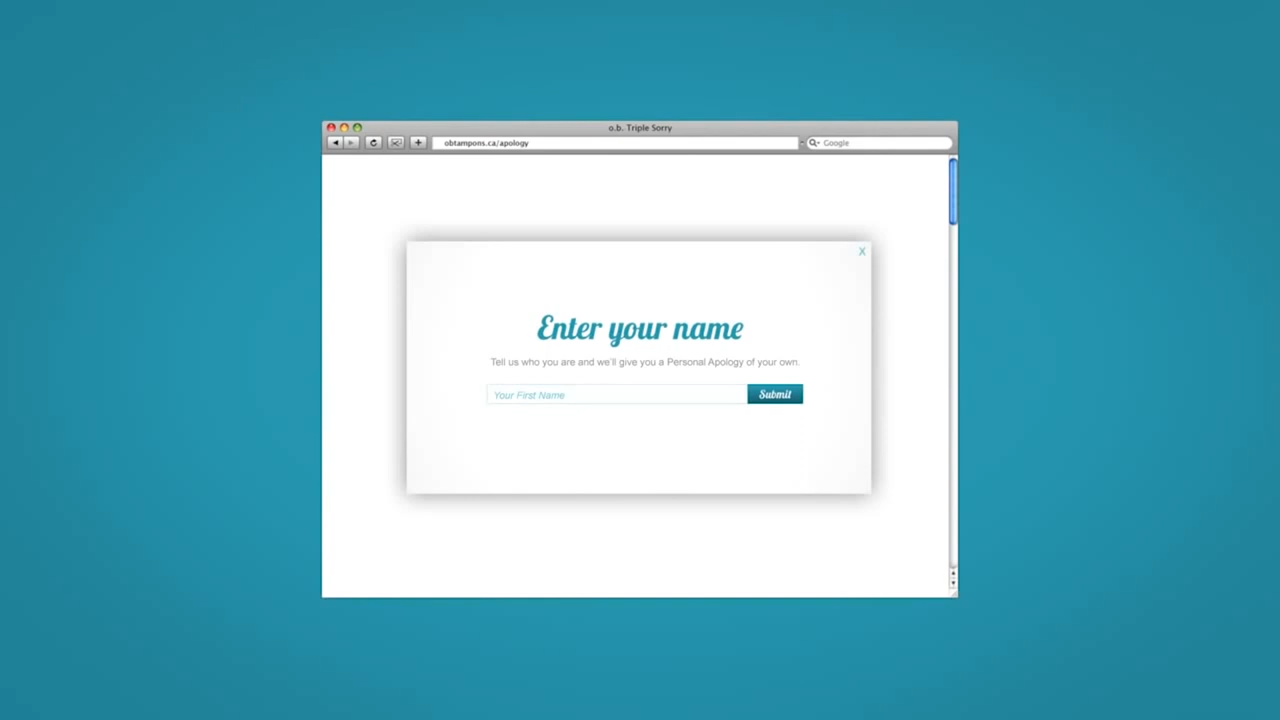 o.b. Triple Sorry
obtampons.ca/apology
Google
X
Enter your name
Tell us who you are and we'll give you a Personal Apology of your own.
Your First Name
Submit